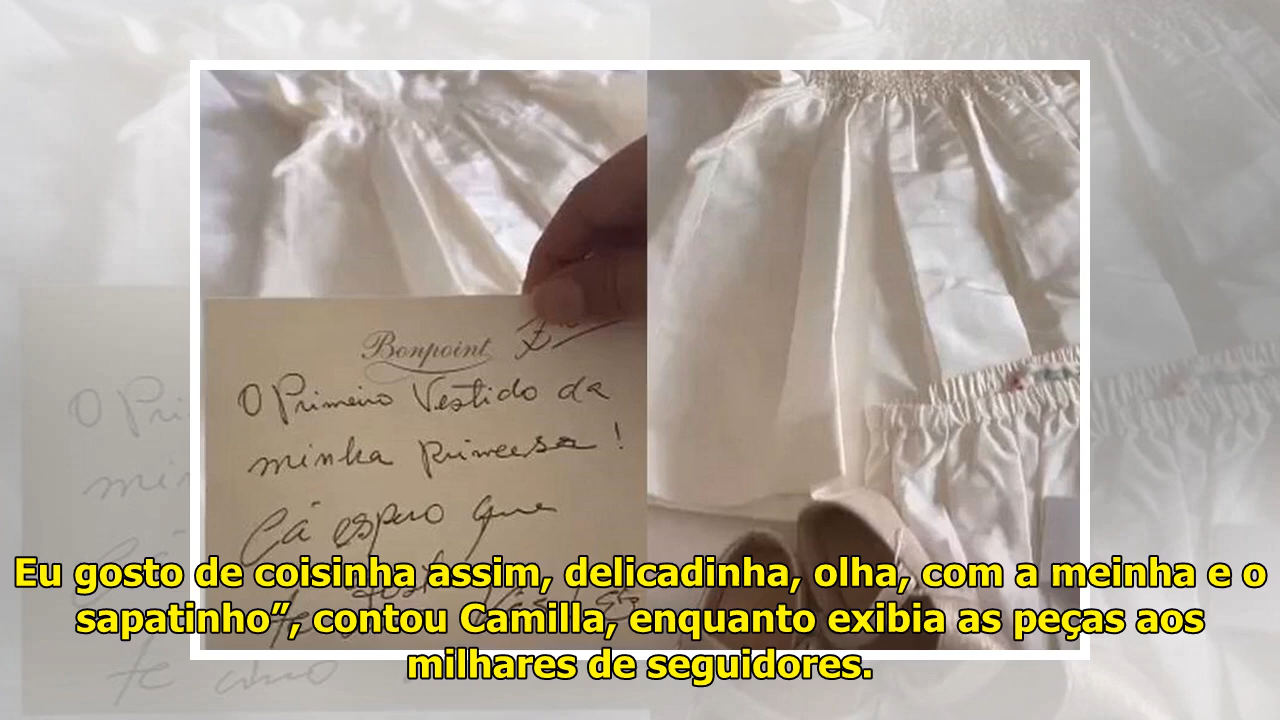 Bonpoint
O Primeiro Vestido da
minha Princesa!
Cá espero que
te
Eu gosto de coisinha assim, delicadinha, olha, com a meinha e o
sapatinho”, contou Camilla, enquanto exibia as peças aos
milhares de seguidores.